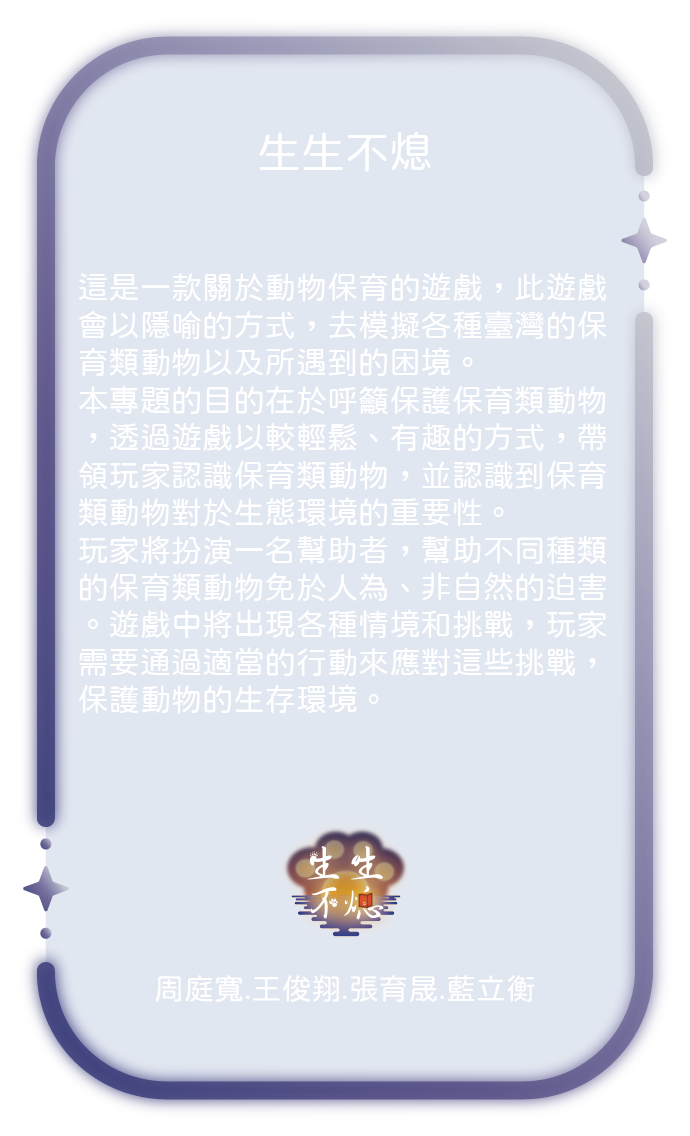 生生不熄
這是一款關於動物保育的遊戲，此遊戲
會以隱喻的方式，去模擬各種臺灣的保
育類動物以及所遇到的困境。
本專題的目的在於呼籲保護保育類動物
，透過遊戲以較輕鬆、有趣的方式，帶
領玩家認識保育類動物，並認識到保育
類動物對於生態環境的重要性。
玩家將扮演一名幫助者，幫助不同種類
的保育類動物免於人為、非自然的迫害
。遊戲中將出現各種情境和挑戰，玩家
需要通過適當的行動來應對這些挑戰，
保護動物的生存環境。
生生
不熄
周庭寬.王俊翔.張育晟.藍立衡